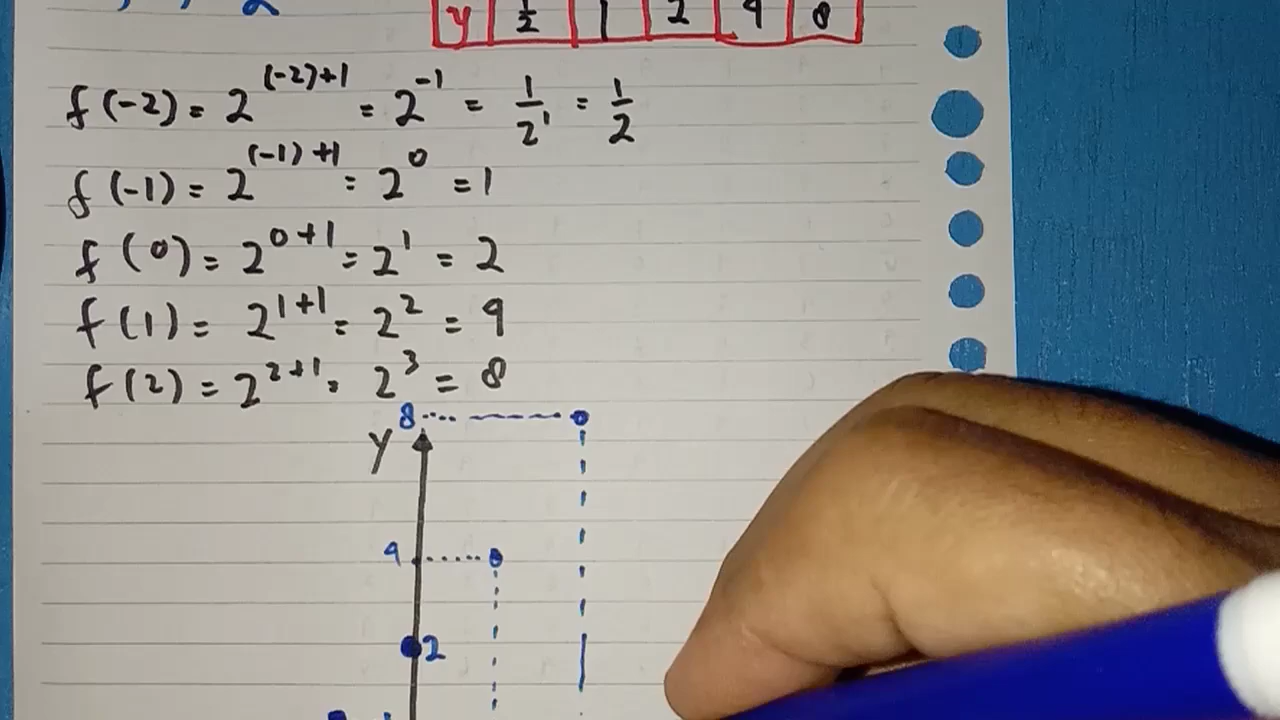 2
y 1/2 1 2 4 8
f(-2) = 2^(-2)+1 = 2^-1 = 1/2^1 = 1/2
f(-1) = 2^(-1)+1 = 2^0 = 1
f(0) = 2^0+1 = 2^1 = 2
f(1) = 2^1+1 = 2^2 = 4
f(2) = 2^2+1 = 2^3 = 8
8
y
4
2